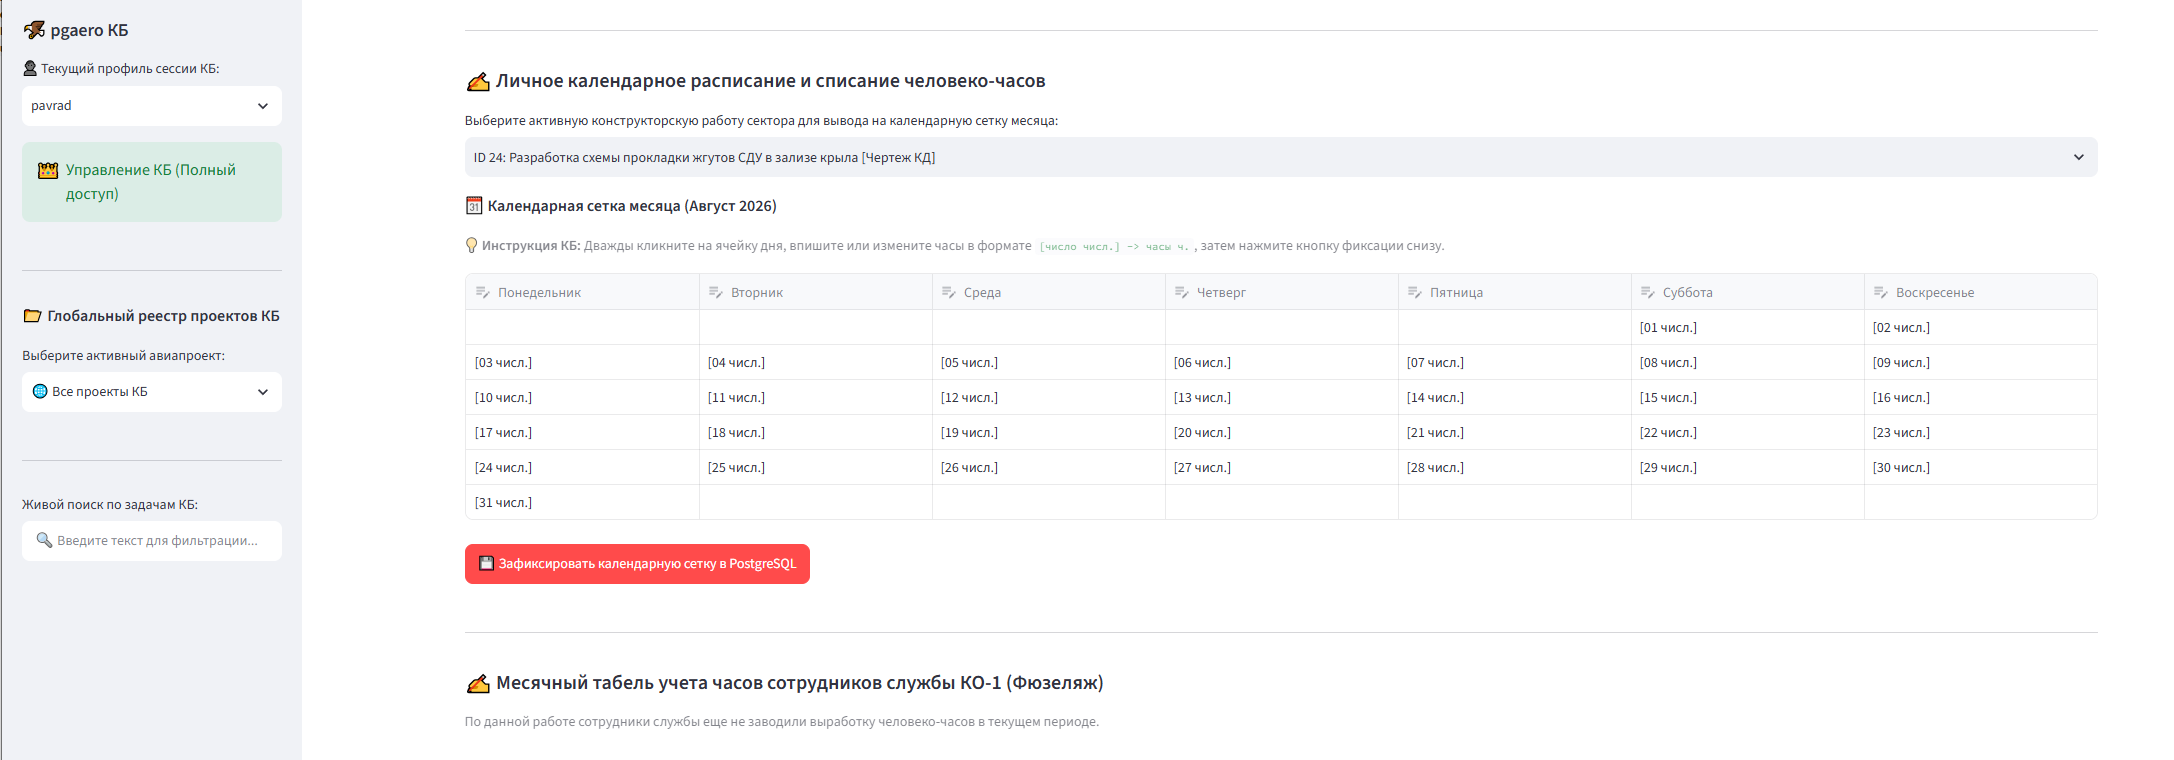 pgaero КБ
Текущий профиль сессии КБ:
pavrad
Управление КБ (Полный
доступ)
Глобальный реестр проектов КБ
Выберите активный авиапроект:
Все проекты КБ
Живой поиск по задачам КБ:
Введите текст для фильтрации...
Личное календарное расписание и списание человеко-часов
Выберите активную конструкторскую работу сектора для вывода на календарную сетку месяца:
ID 24: Разработка схемы прокладки жгутов СДУ в зализе крыла [Чертеж КД]
Календарная сетка месяца (Август 2026)
Инструкция КБ: Дважды кликните на ячейку дня, впишите или измените часы в формате [число числ.] -> часы ч. , затем нажмите кнопку фиксации снизу.
Понедельник Вторник Среда Четверг Пятница Суббота Воскресенье
[01 числ.] [02 числ.]
[03 числ.] [04 числ.] [05 числ.] [06 числ.] [07 числ.] [08 числ.] [09 числ.]
[10 числ.] [11 числ.] [12 числ.] [13 числ.] [14 числ.] [15 числ.] [16 числ.]
[17 числ.] [18 числ.] [19 числ.] [20 числ.] [21 числ.] [22 числ.] [23 числ.]
[24 числ.] [25 числ.] [26 числ.] [27 числ.] [28 числ.] [29 числ.] [30 числ.]
[31 числ.]
Зафиксировать календарную сетку в PostgreSQL
Месячный табель учета часов сотрудников службы КО-1 (Фюзеляж)
По данной работе сотрудники службы еще не заводили выработку человеко-часов в текущем периоде.